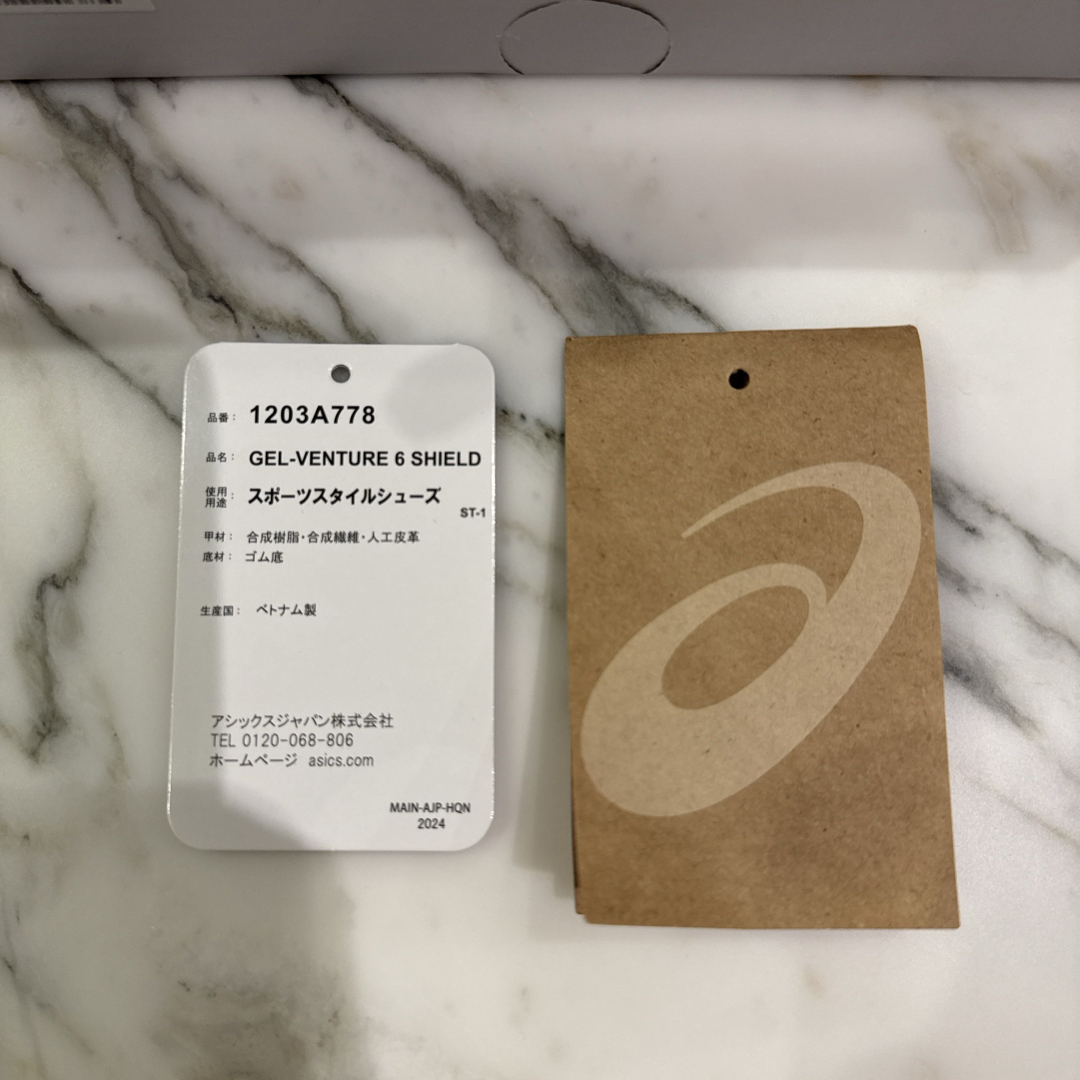 品番： 1203A778
品名： GEL-VENTURE 6 SHIELD
使用用途： スポーツスタイルシューズ
ST-1
甲材： 合成樹脂・合成繊維・人工皮革
底材： ゴム底
生産国： ベトナム製
アシックスジャパン株式会社
TEL 0120-068-806
ホームページ asics.com
MAIN-AJP-HQN
2024